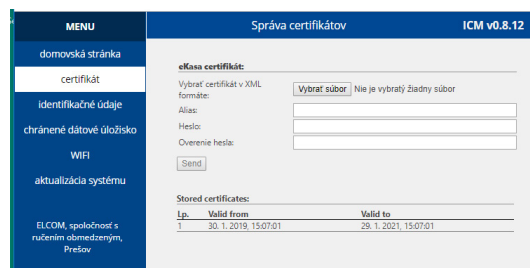 MENU
Správa certifikátov
ICM v0.8.12
domovská stránka
certifikát
identifikačné údaje
chránené dátové úložisko
WIFI
aktualizácia systému
ELCOM, spoločnosť s
ručením obmedzeným,
Prešov
eKasa certifikát:
Vybrať certifikát v XML
formáte:
Vybrať súbor Nie je vybratý žiadny súbor
Alias:
Heslo:
Overenie hesla:
Send
Stored certificates:
Lp. Valid from Valid to
1 30. 1. 2019, 15:07:01 29. 1. 2021, 15:07:01